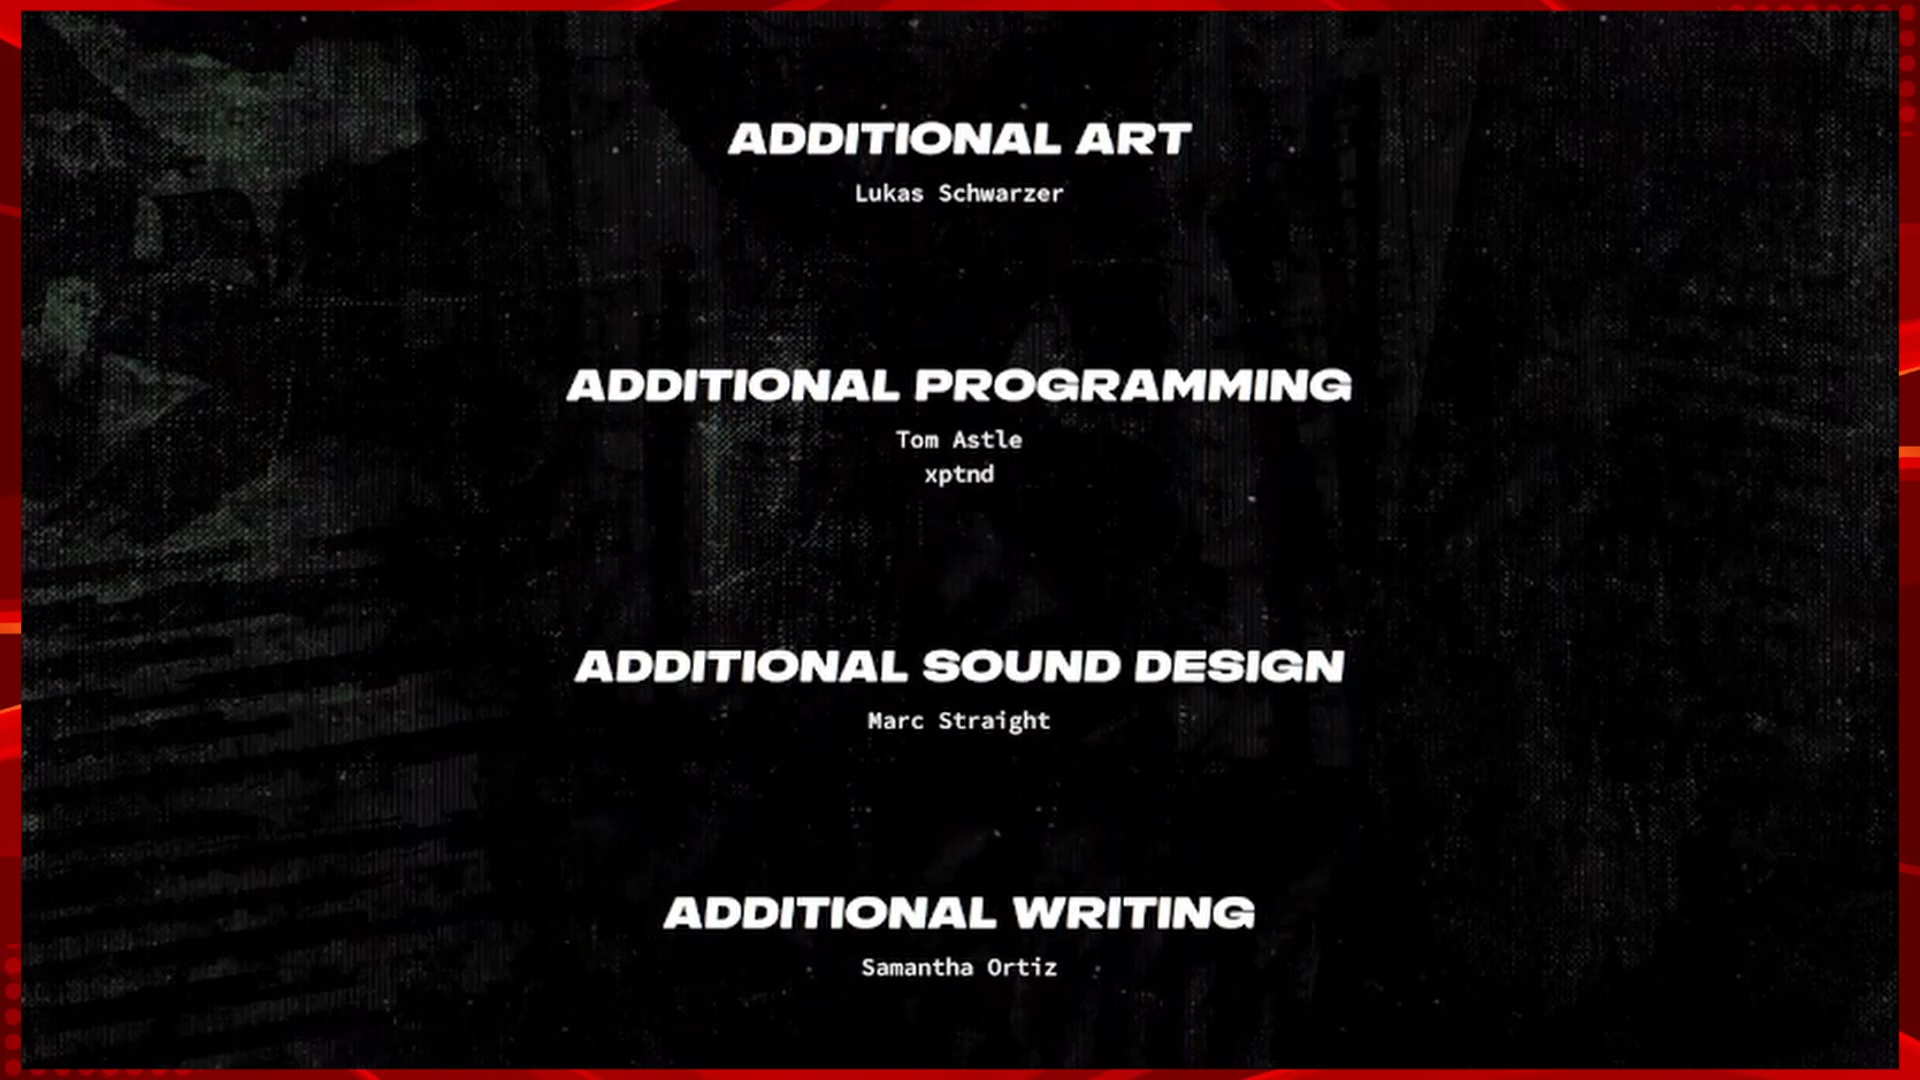 ADDITIONAL ART
Lukas Schwarzer
ADDITIONAL PROGRAMMING
Tom Astle
xptnd
ADDITIONAL SOUND DESIGN
Marc Straight
ADDITIONAL WRITING
Samantha Ortiz